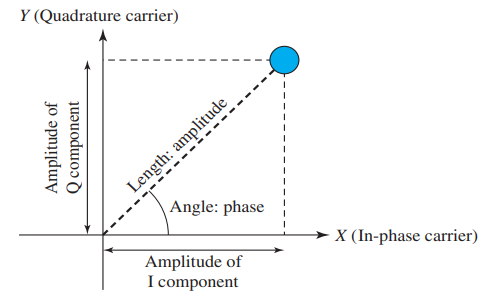 Y (Quadrature carrier)
Amplitude of
Q component
Length: amplitude
Angle: phase
X (In-phase carrier)
Amplitude of
I component